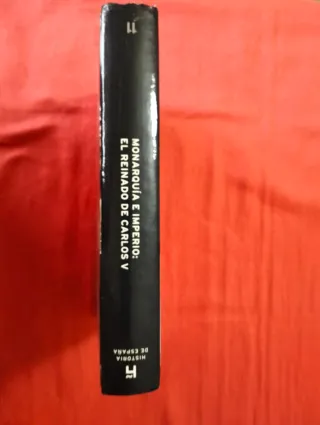 11
MONARQUÍA E IMPERIO:
EL REINADO DE CARLOS V
HISTORIA
DE ESPAÑA